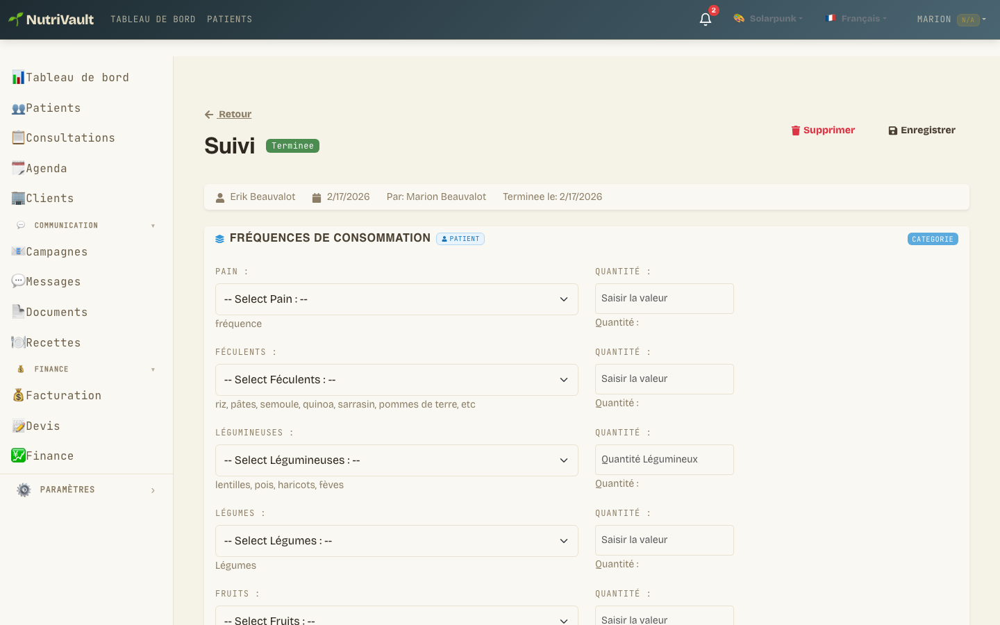 NutriVault
TABLEAU DE BORD
PATIENTS
2
Solarpunk
Français
MARION
N/A
Tableau de bord
Patients
Consultations
Agenda
Clients
COMMUNICATION
Campagnes
Messages
Documents
Recettes
FINANCE
Facturation
Devis
Finance
PARAMÈTRES
Retour
Suivi
Terminee
Supprimer
Enregistrer
Erik Beauvalot
2/17/2026
Par: Marion Beauvalot
Terminee le: 2/17/2026
FRÉQUENCES DE CONSOMMATION
PATIENT
CATEGORIE
PAIN :
QUANTITÉ :
-- Select Pain : --
Saisir la valeur
fréquence
Quantité :
FÉCULENTS :
QUANTITÉ :
-- Select Féculents : --
Saisir la valeur
riz, pâtes, semoule, quinoa, sarrasin, pommes de terre, etc
Quantité :
LÉGUMINEUSES :
QUANTITÉ :
-- Select Légumineuses : --
Quantité Légumineux
lentilles, pois, haricots, fèves
Quantité :
LÉGUMES :
QUANTITÉ :
-- Select Légumes : --
Saisir la valeur
Légumes
Quantité :
FRUITS :
QUANTITÉ :
-- Select Fruits : --
Saisir la valeur